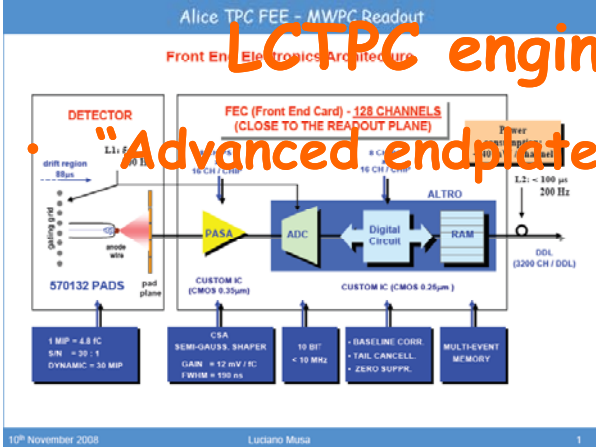 Alice TPC FEE – MWPC Readout
LCTPC engin
Front End Electronics Architecture
DETECTOR
FEC (Front End Card) - 128 CHANNELS
(CLOSE TO THE READOUT PLANE)
• “Advanced endplate
Power
L1:
drift region
88µs
16 CH / CHIP
16 CH / CHIP
L2: < 100 µs
200 Hz
ALTRO
gating grid
anode
wire
PASA
ADC
Digital
Circuit
RAM
570132 PADS
pad
plane
CUSTOM IC
(CMOS 0.35µm)
CUSTOM IC (CMOS 0.25µm )
DDL
(3200 CH / DDL)
1 MIP = 4.8 fC
S/N = 30 : 1
DYNAMIC = 30 MIP
CSA
SEMI-GAUSS. SHAPER
GAIN = 12 mV / fC
FWHM = 190 ns
10 BIT
< 10 MHz
• BASELINE CORR.
• TAIL CANCELL.
• ZERO SUPPR.
MULTI-EVENT
MEMORY
10th November 2008
Luciano Musa
1